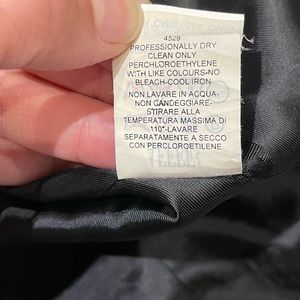 4529
PROFESSIONALLY DRY
CLEAN ONLY
PERCHLOROETHYLENE
WITH LIKE COLOURS-NO
BLEACH-COOL IRON-
NON LAVARE IN ACQUA-
NON CANDEGGIARE-
STIRARE ALLA
TEMPERATURA MASSIMA DI
110°-LAVARE
SEPARATAMENTE A SECCO
CON PERCLOROETILENE